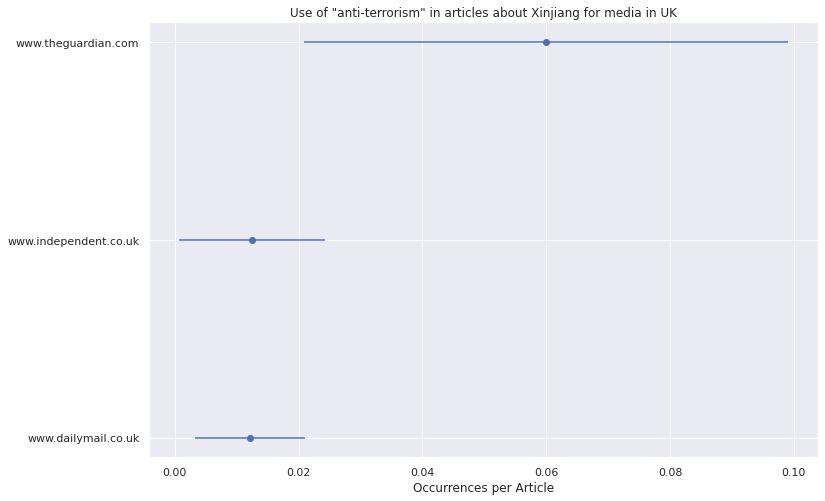 Use of "anti-terrorism" in articles about Xinjiang for media in UK
www.theguardian.com
www.independent.co.uk
www.dailymail.co.uk
0.00 0.02 0.04 0.06 0.08 0.10
Occurrences per Article